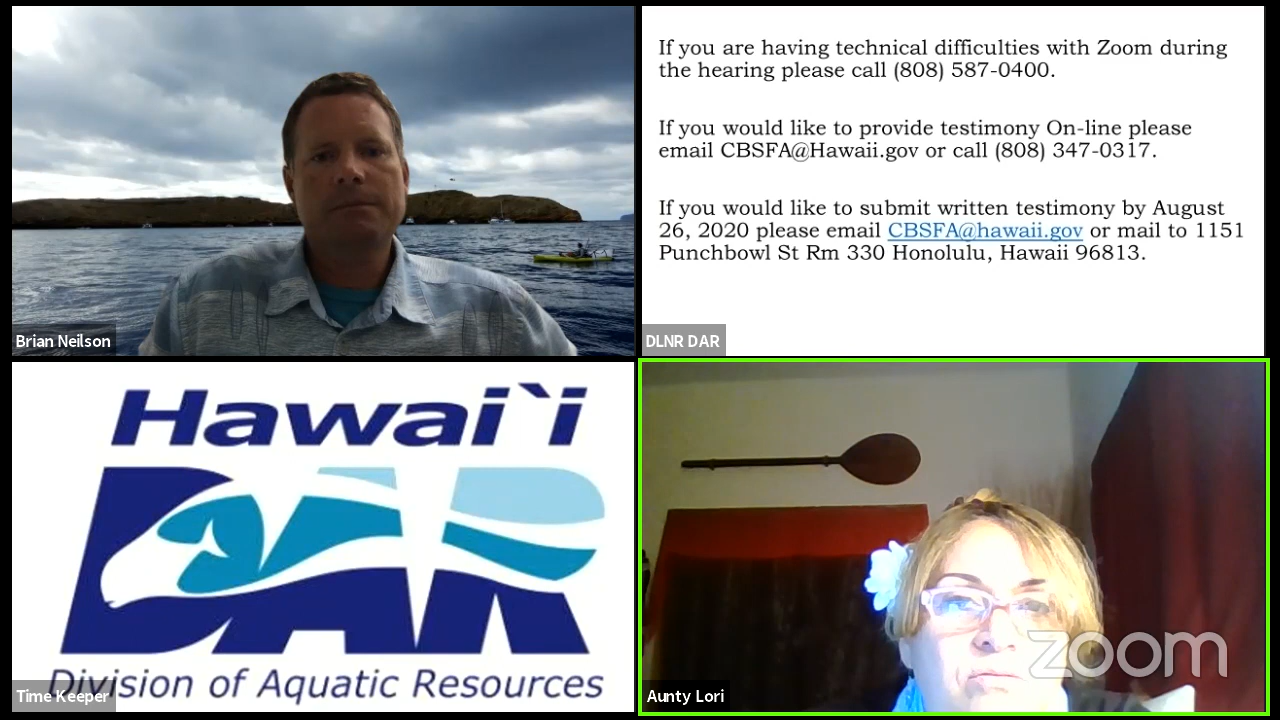 If you are having technical difficulties with Zoom during
the hearing please call (808) 587-0400.
If you would like to provide testimony On-line please
email CBSFA@Hawaii.gov or call (808) 347-0317.
If you would like to submit written testimony by August
26, 2020 please email CBSFA@hawaii.gov or mail to 1151
Punchbowl St Rm 330 Honolulu, Hawaii 96813.
Brian Neilson
DLNR DAR
Hawai`i
DAR
Division of Aquatic Resources
Time Keeper
Aunty Lori
zoom